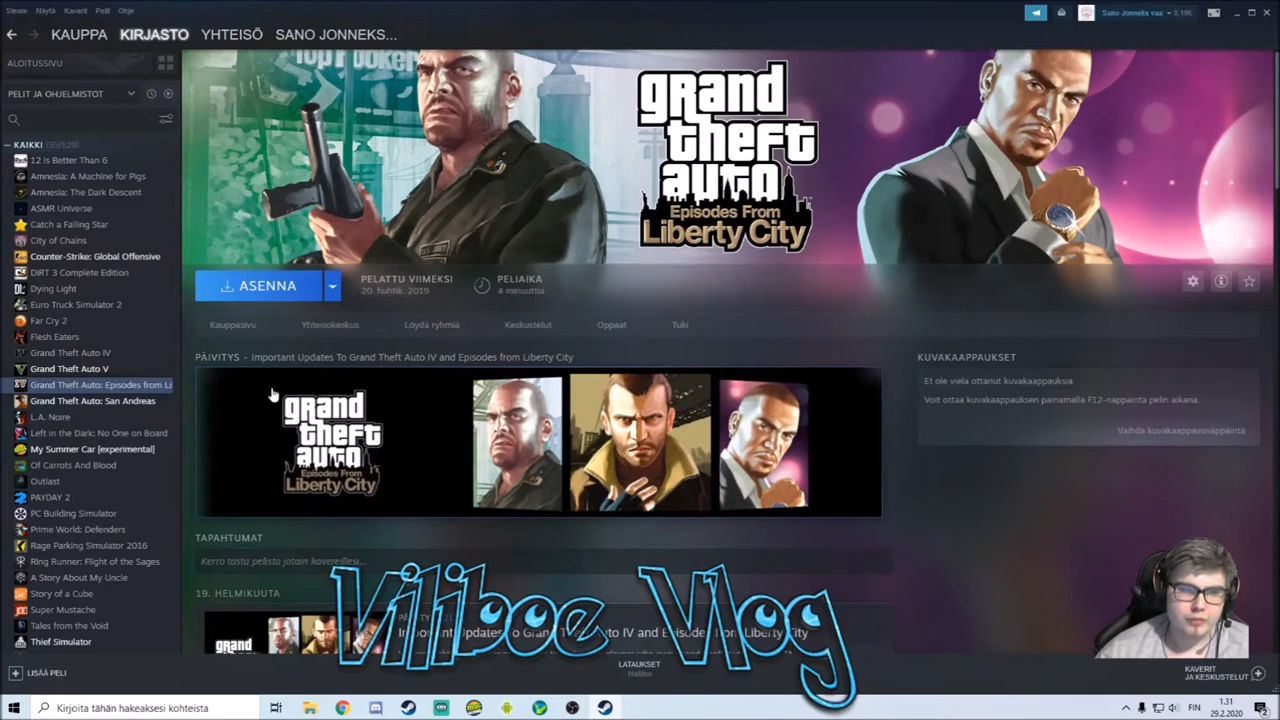 Steam Näytä Kaverit Pelit Ohje
Sano Jonneks vaa
KAUPPA KIRJASTO YHTEISÖ SANO JONNEKS...
ALOITUSSIVU
PELIT JA OHJELMISTOT
KAIKKI (35/129)
12 is Better Than 6
Amnesia: A Machine for Pigs
Amnesia: The Dark Descent
ASMR Universe
Catch a Falling Star
City of Chains
Counter-Strike: Global Offensive
DiRT 3 Complete Edition
Dying Light
Euro Truck Simulator 2
Far Cry 2
Flesh Eaters
Grand Theft Auto IV
Grand Theft Auto V
Grand Theft Auto: Episodes from Li
Grand Theft Auto: San Andreas
L.A. Noire
Left in the Dark: No One on Board
My Summer Car [experimental]
Of Carrots And Blood
Outlast
PAYDAY 2
PC Building Simulator
Prime World: Defenders
Rage Parking Simulator 2016
Ring Runner: Flight of the Sages
A Story About My Uncle
Story of a Cube
Super Mustache
Tales from the Void
Thief Simulator
LISÄÄ PELI
grand
theft
auto
Episodes From
Liberty City
ASENNA
PELATTU VIIMEKSI
20. huhtik. 2019
PELIAIKA
4 minuuttia
Kauppasivu Yhteisökeskus Löydä ryhmiä Keskustelut Oppaat Tuki
PÄIVITYS - Important Updates To Grand Theft Auto IV and Episodes from Liberty City
grand
theft
auto
Episodes From
Liberty City
KUVAKAAPPAUKSET
Et ole vielä ottanut kuvakaappauksia
Voit ottaa kuvakaappauksen painamalla F12-näppäintä pelin aikana.
Vaihda kuvakaappausnäppäintä
TAPAHTUMAT
Kerro tästä pelistä jotain kavereillesi...
19. HELMIKUUTA
grand
Viliboe Vlog
LATAUKSET
Hallitse
KAVERIT
JA KESKUSTELUT
Kirjoita tähän hakeaksesi kohteista
FIN
1.31
29.2.2020